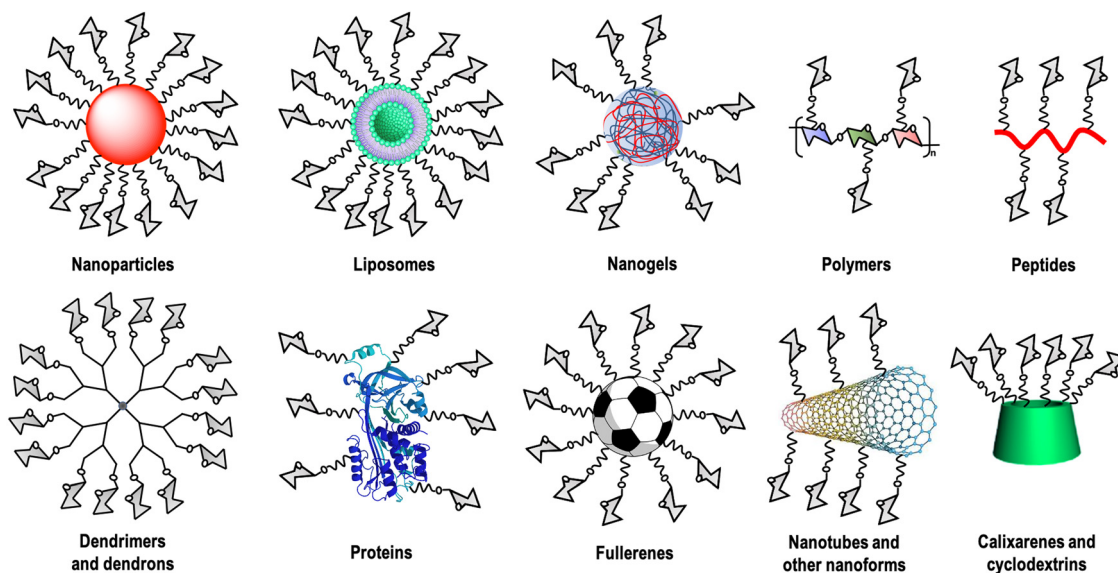 n
Nanoparticles
Liposomes
Nanogels
Polymers
Peptides
Dendrimers
and dendrons
Proteins
Fullerenes
Nanotubes and
other nanoforms
Calixarenes and
cyclodextrins